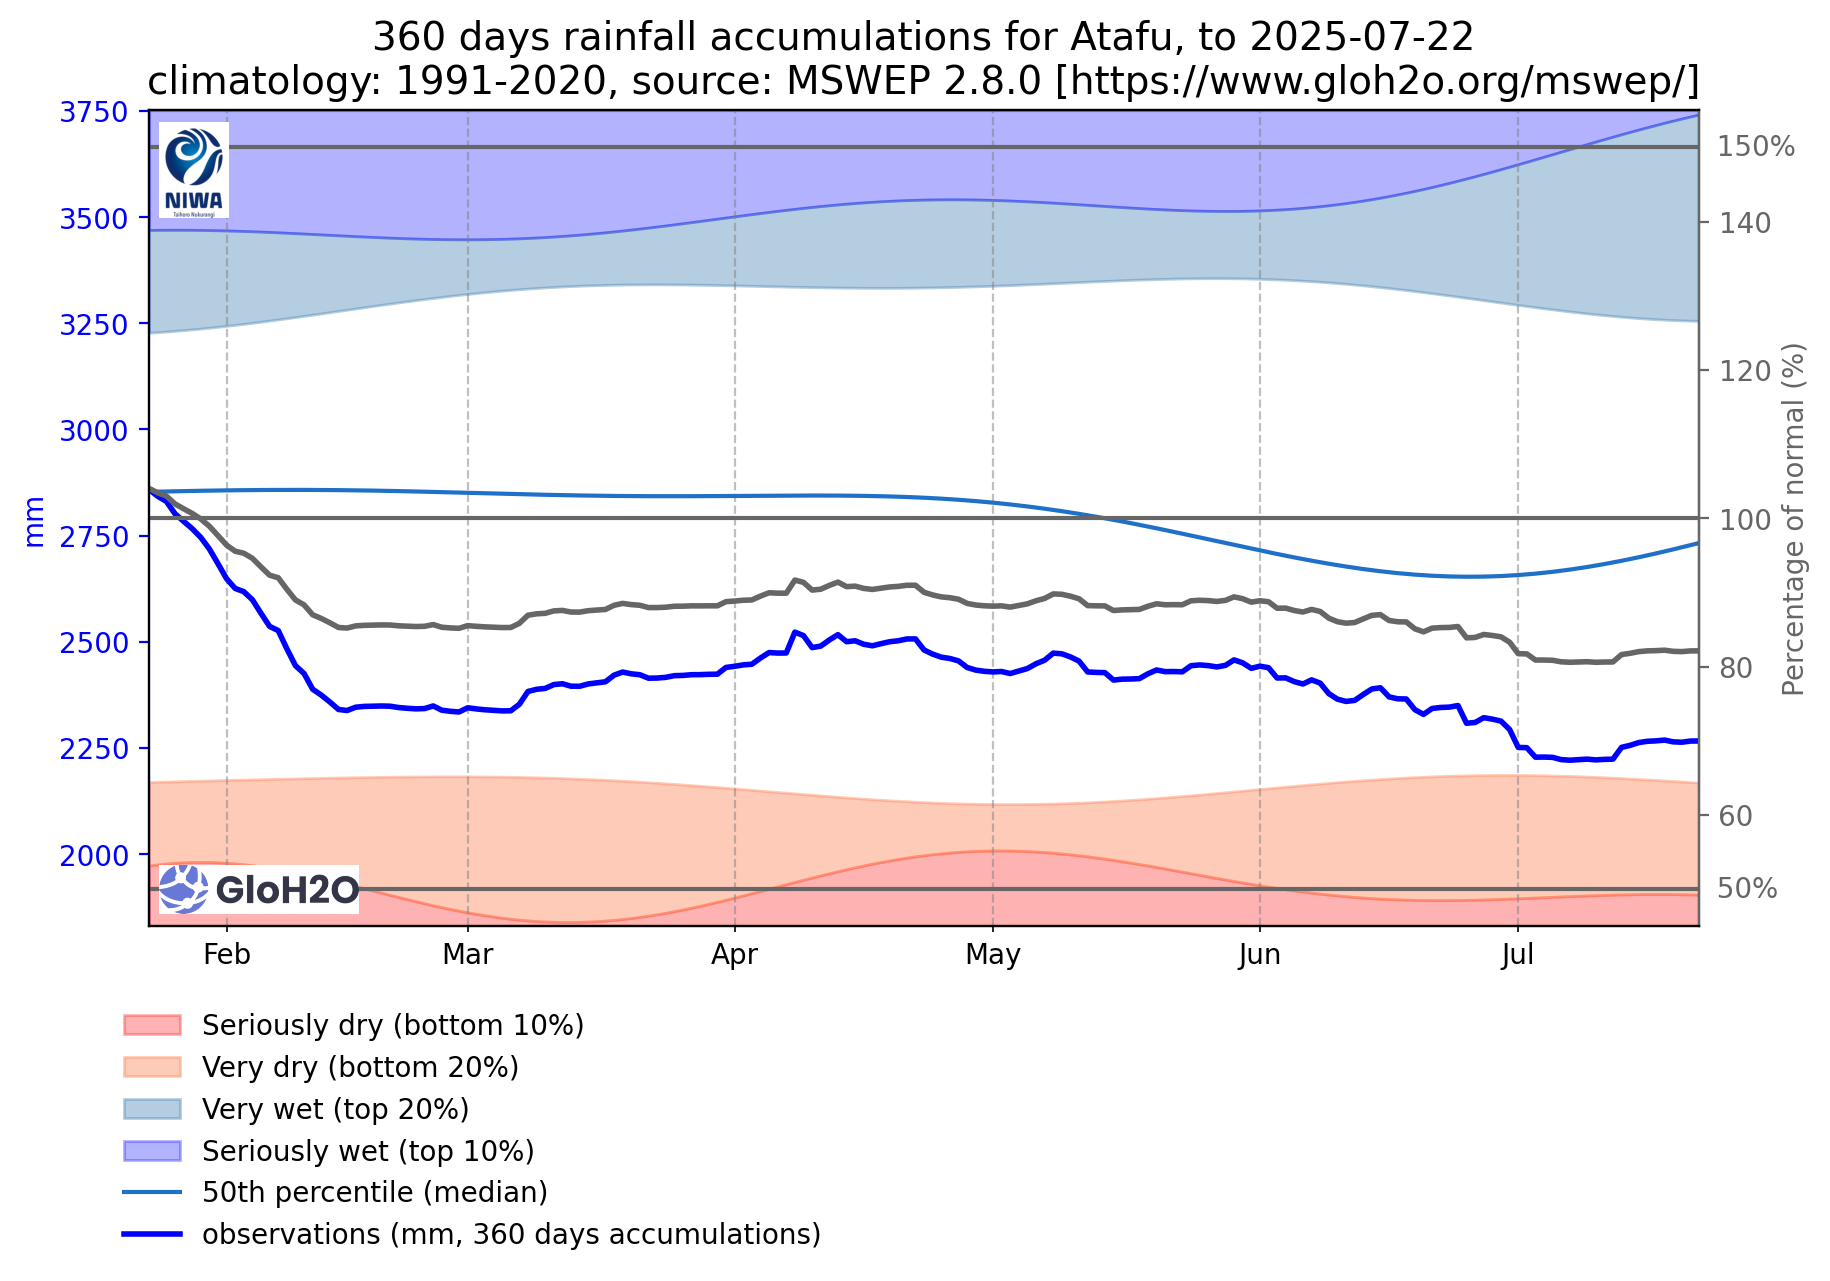 360 days rainfall accumulations for Atafu, to 2025-07-22
climatology: 1991-2020, source: MSWEP 2.8.0 [https://www.gloh2o.org/mswep/]
3750
3500
3250
3000
2750
2500
2250
2000
mm
150%
140
120
100
80
60
50%
Percentage of normal (%)
NIWA
Taihoro Nukurangi
GloH2O
Feb
Mar
Apr
May
Jun
Jul
Seriously dry (bottom 10%)
Very dry (bottom 20%)
Very wet (top 20%)
Seriously wet (top 10%)
50th percentile (median)
observations (mm, 360 days accumulations)